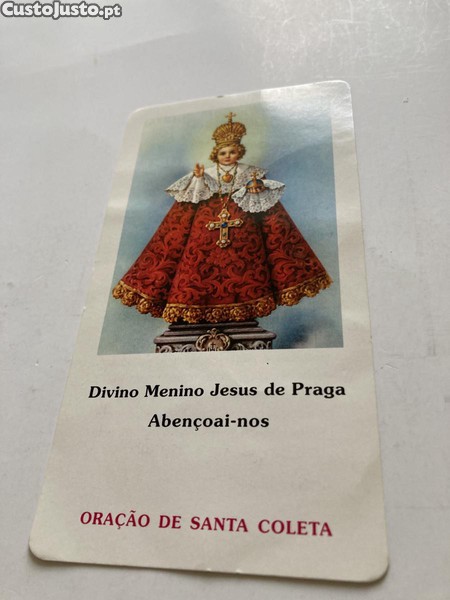 CustoJusto.pt
Divino Menino Jesus de Praga
Abençoai-nos
ORAÇÃO DE SANTA COLETA